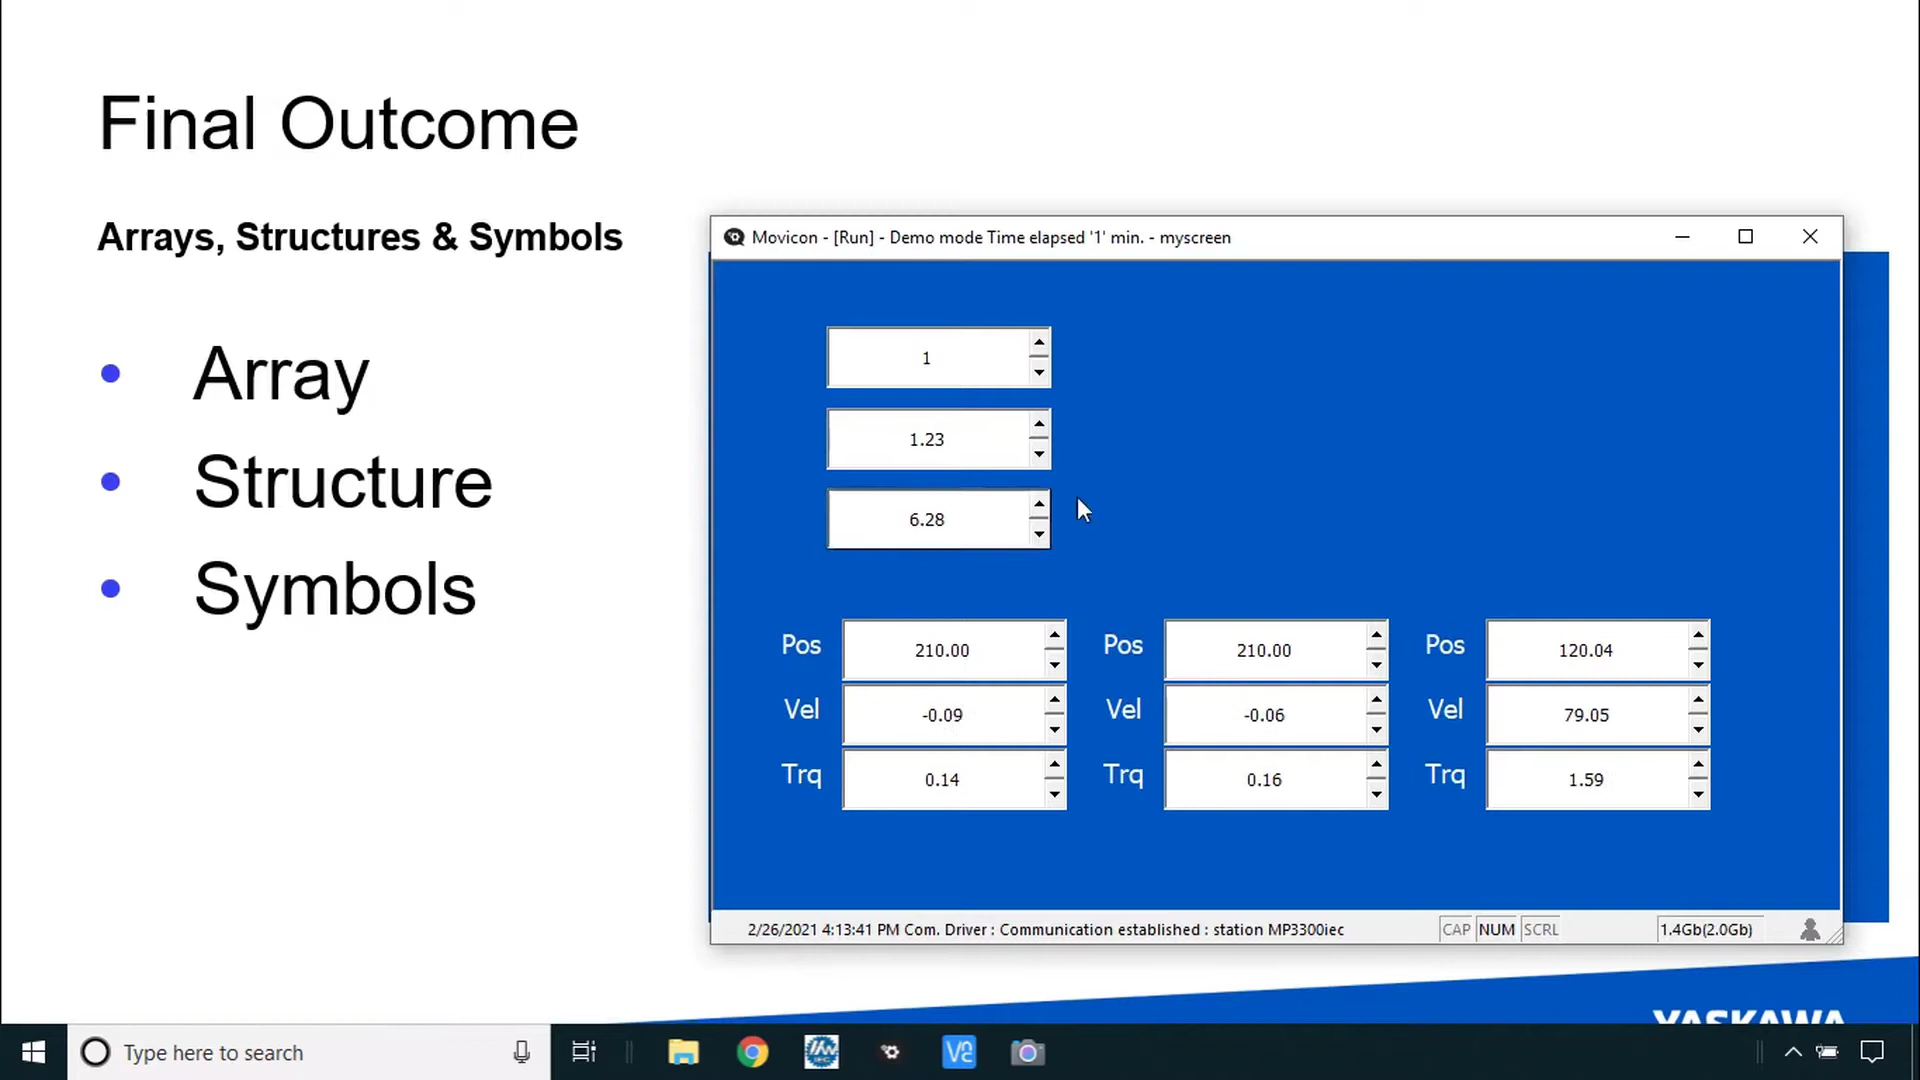 Final Outcome
Arrays, Structures & Symbols
• Array
• Structure
• Symbols
Movicon - [Run] - Demo mode Time elapsed '1' min. - myscreen
1
1.23
6.28
Pos 210.00 Pos 210.00 Pos 120.04
Vel -0.09 Vel -0.06 Vel 79.05
Trq 0.14 Trq 0.16 Trq 1.59
2/26/2021 4:13:41 PM Com. Driver : Communication established : station MP3300iec CAP NUM SCRL 1.4Gb(2.0Gb)
YASKAWA
Type here to search